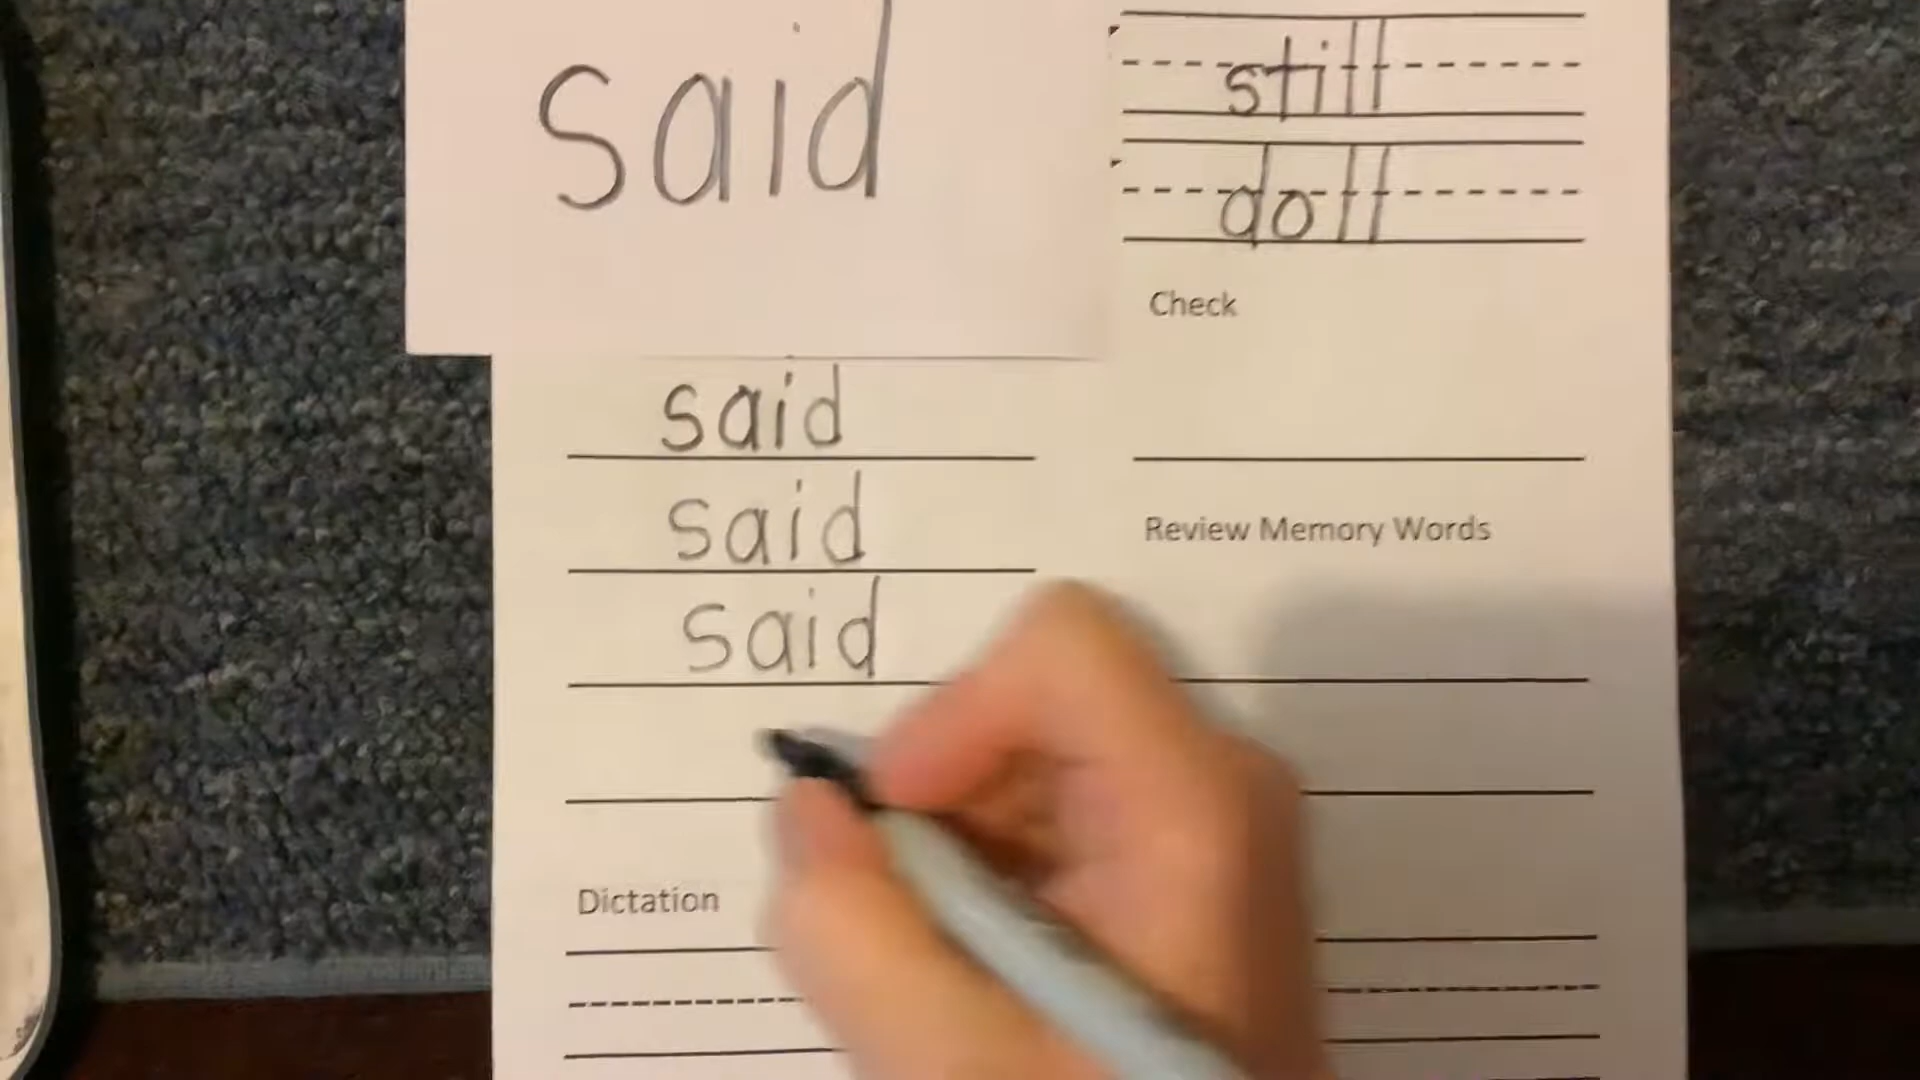 said
still
doll
Check
said
said
said
Review Memory Words
Dictation